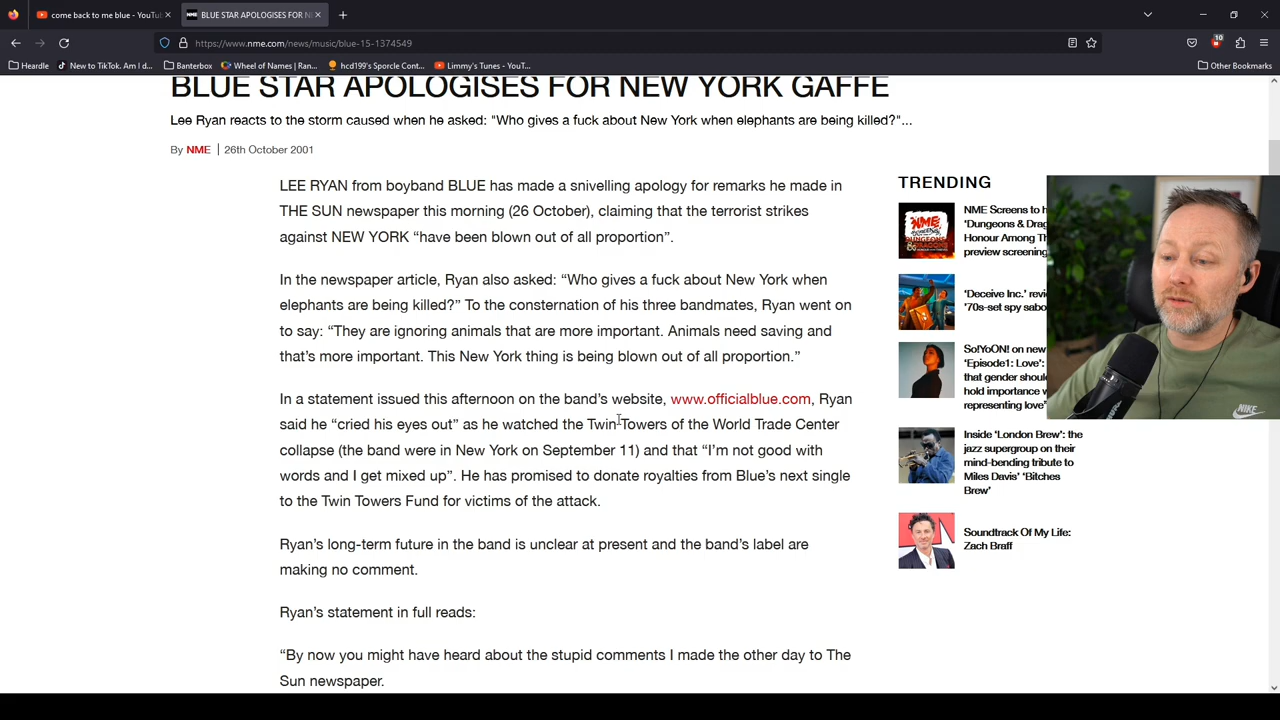 come back to me blue - YouTu
BLUE STAR APOLOGISES FOR N
https://www.nme.com/news/music/blue-15-1374549
10
Heardle
New to TikTok. Am I d...
Banterbox
Wheel of Names | Ran...
hcd199's Sporcle Cont...
Limmy's Tunes - YouT...
Other Bookmarks
BLUE STAR APOLOGISES FOR NEW YORK GAFFE
Lee Ryan reacts to the storm caused when he asked: "Who gives a fuck about New York when elephants are being killed?"...
By NME | 26th October 2001
LEE RYAN from boyband BLUE has made a snivelling apology for remarks he made in
THE SUN newspaper this morning (26 October), claiming that the terrorist strikes
against NEW YORK “have been blown out of all proportion”.
In the newspaper article, Ryan also asked: “Who gives a fuck about New York when
elephants are being killed?” To the consternation of his three bandmates, Ryan went on
to say: “They are ignoring animals that are more important. Animals need saving and
that’s more important. This New York thing is being blown out of all proportion.”
In a statement issued this afternoon on the band’s website, www.officialblue.com, Ryan
said he “cried his eyes out” as he watched the Twin Towers of the World Trade Center
collapse (the band were in New York on September 11) and that “I’m not good with
words and I get mixed up”. He has promised to donate royalties from Blue’s next single
to the Twin Towers Fund for victims of the attack.
Ryan’s long-term future in the band is unclear at present and the band’s label are
making no comment.
Ryan’s statement in full reads:
“By now you might have heard about the stupid comments I made the other day to The
Sun newspaper.
TRENDING
NME Screens to h
‘Dungeons & Drag
Honour Among Th
preview screening
‘Deceive Inc.’ revi
’70s-set spy sabo
So!YoON! on new
‘Episode1: Love’:
that gender shoul
hold importance w
representing love”
Inside ‘London Brew’: the
jazz supergroup on their
mind-bending tribute to
Miles Davis’ ‘Bitches
Brew’
Soundtrack Of My Life:
Zach Braff
NIKE